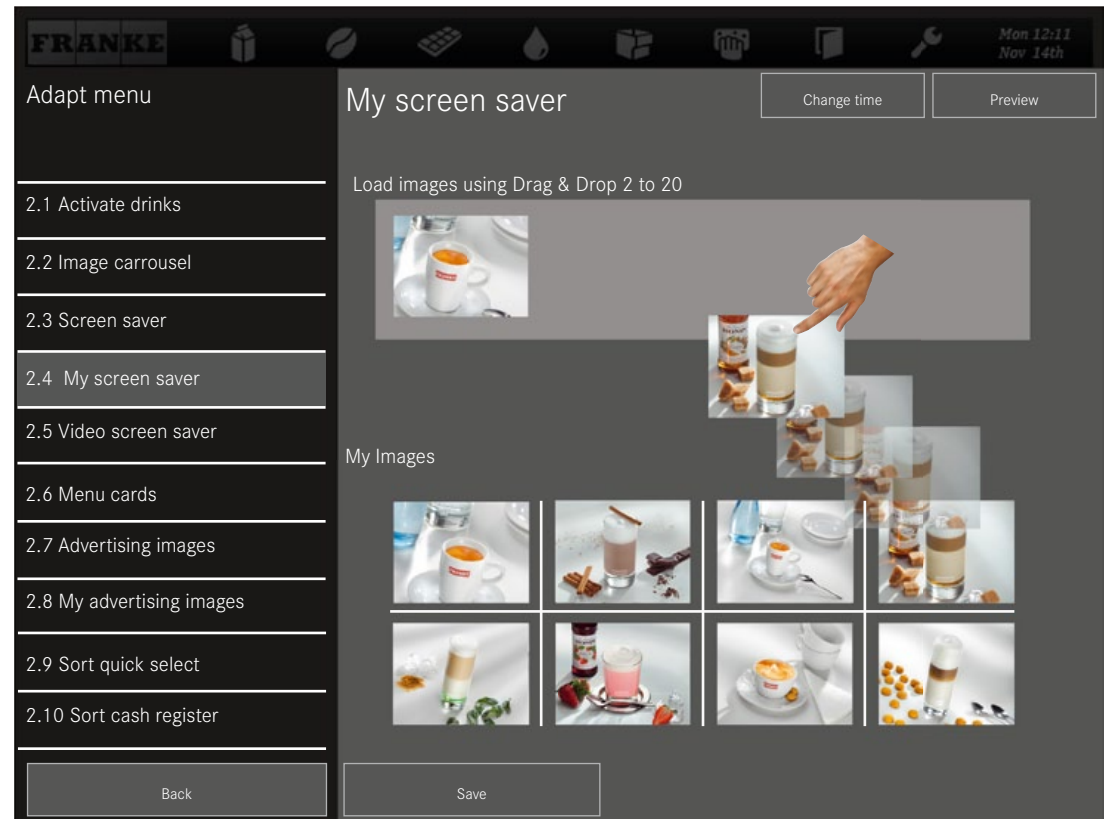 FRANKE
Mon 12:11
Nov 14th
Adapt menu
My screen saver
Change time
Preview
Load images using Drag & Drop 2 to 20
2.1 Activate drinks
2.2 Image carrousel
2.3 Screen saver
2.4 My screen saver
2.5 Video screen saver
My Images
2.6 Menu cards
2.7 Advertising images
2.8 My advertising images
2.9 Sort quick select
2.10 Sort cash register
Back
Save